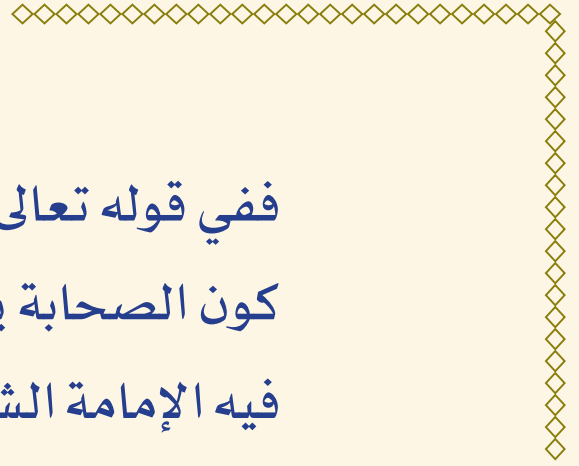 ففي قوله تعالى
كون الصحابة
فيه الإمامة